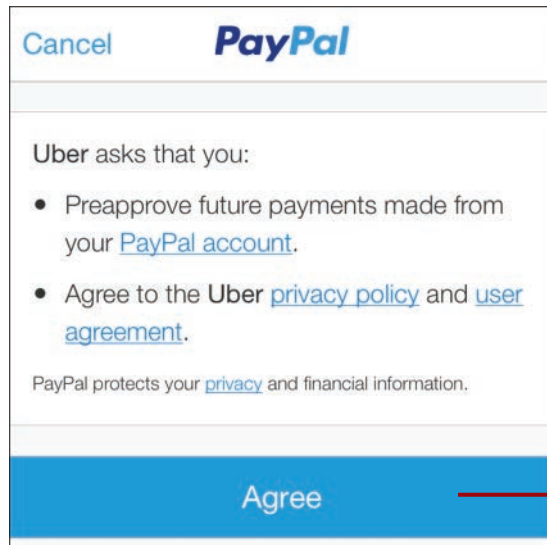 Cancel PayPal
Uber asks that you:
• Preapprove future payments made from
your PayPal account.
• Agree to the Uber privacy policy and user
agreement.
PayPal protects your privacy and financial information.
Agree